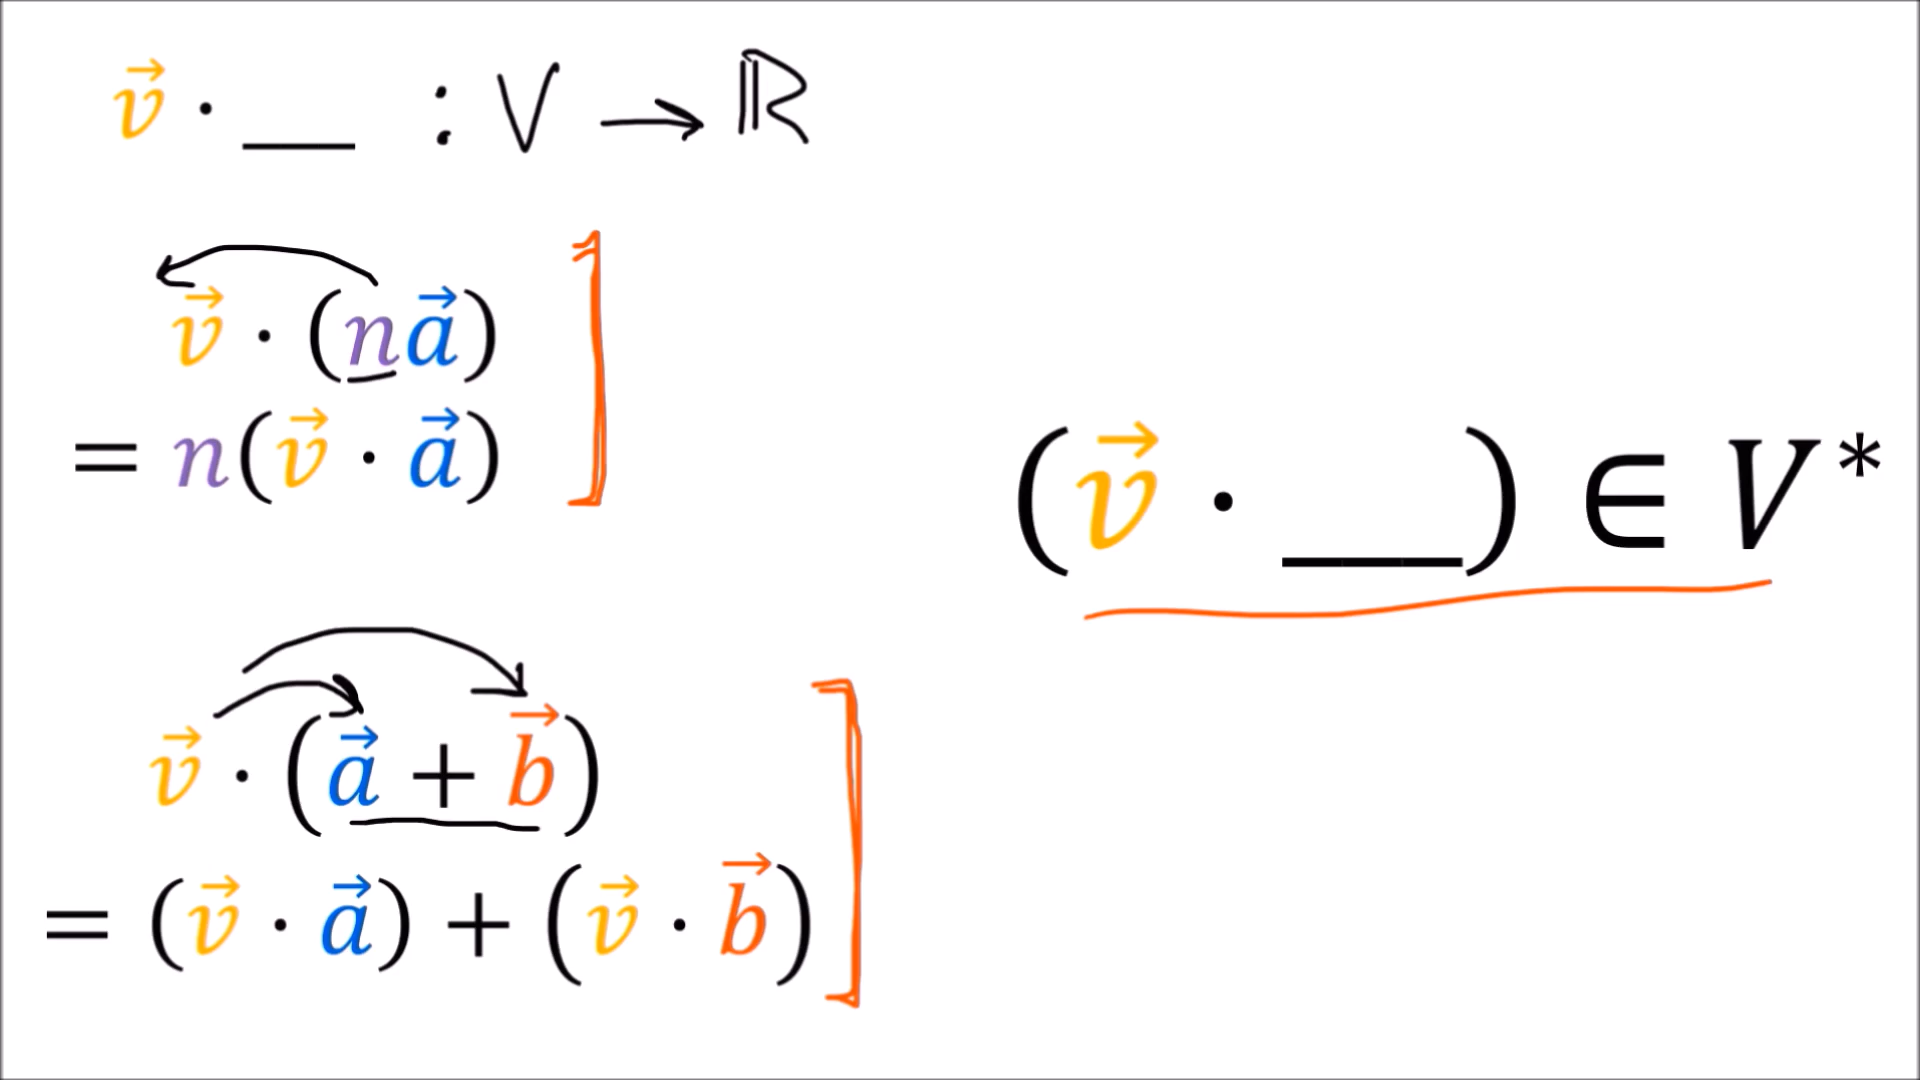 v⃗ · ___ : V → ℝ
v⃗ · (na⃗)
= n(v⃗ · a⃗)
v⃗ · (a⃗ + b⃗)
= (v⃗ · a⃗) + (v⃗ · b⃗)
(v⃗ · ___) ∈ V*